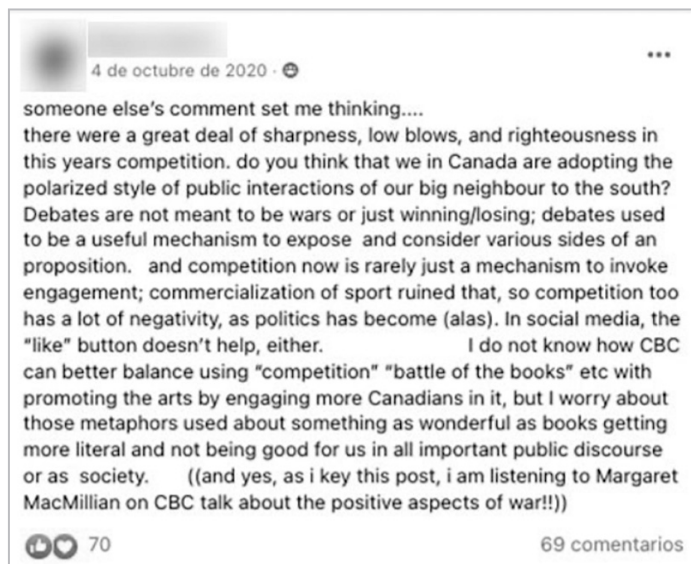 4 de octubre de 2020 ·
someone else's comment set me thinking....
there were a great deal of sharpness, low blows, and righteousness in
this years competition. do you think that we in Canada are adopting the
polarized style of public interactions of our big neighbour to the south?
Debates are not meant to be wars or just winning/losing; debates used
to be a useful mechanism to expose  and consider various sides of an
proposition.   and competition now is rarely just a mechanism to invoke
engagement; commercialization of sport ruined that, so competition too
has a lot of negativity, as politics has become (alas). In social media, the
"like" button doesn't help, either.                    I do not know how CBC
can better balance using "competition" "battle of the books" etc with
promoting the arts by engaging more Canadians in it, but I worry about
those metaphors used about something as wonderful as books getting
more literal and not being good for us in all important public discourse
or as  society.      ((and yes, as i key this post, i am listening to Margaret
MacMillian on CBC talk about the positive aspects of war!!))
70 69 comentarios